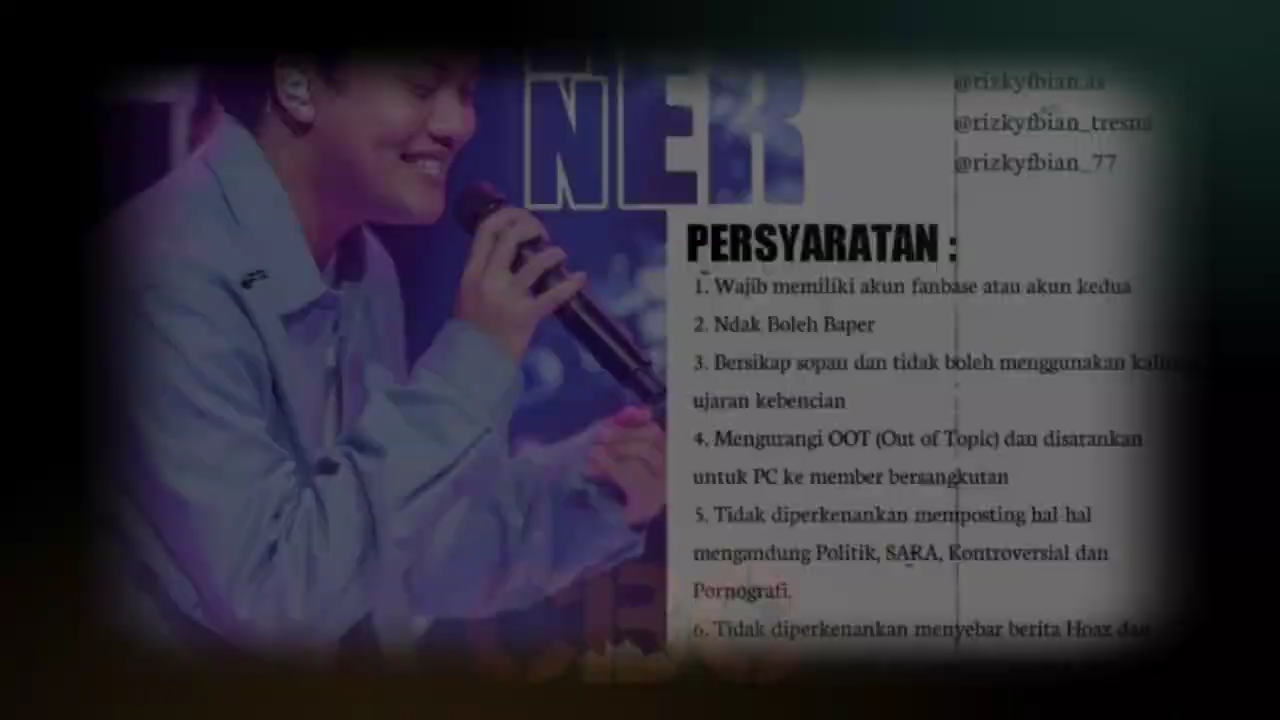 NER
@rizkyfbian.as
@rizkyfbian_tresna
@rizkyfbian_77
PERSYARATAN :
1. Wajib memiliki akun fanbase atau akun kedua
2. Ndak Boleh Baper
3. Bersikap sopan dan tidak boleh menggunakan
ujaran kebencian
4. Mengurangi OOT (Out of Topic) dan disarankan
untuk PC ke member bersangkutan
5. Tidak diperkenankan memposting hal hal
mengandung Politik, SARA, Kontroversial dan
Pornografi.
6. Tidak diperkenankan menyebar berita Hoax dan